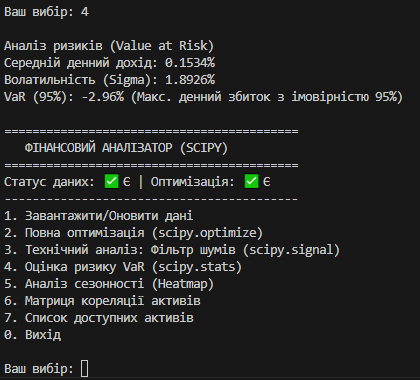 Ваш вибір: 4
Аналіз ризиків (Value at Risk)
Середній денний дохід: 0.1534%
Волатильність (Sigma): 1.8926%
VaR (95%): -2.96% (Макс. денний збиток з імовірністю 95%)
==========================================
ФІНАНСОВИЙ АНАЛІЗАТОР (SCIPY)
==========================================
Статус даних: ✅ Є | Оптимізація: ✅ Є
------------------------------------------
1. Завантажити/Оновити дані
2. Повна оптимізація (scipy.optimize)
3. Технічний аналіз: Фільтр шумів (scipy.signal)
4. Оцінка ризику VaR (scipy.stats)
5. Аналіз сезонності (Heatmap)
6. Матриця кореляції активів
7. Список доступних активів
0. Вихід
Ваш вибір: